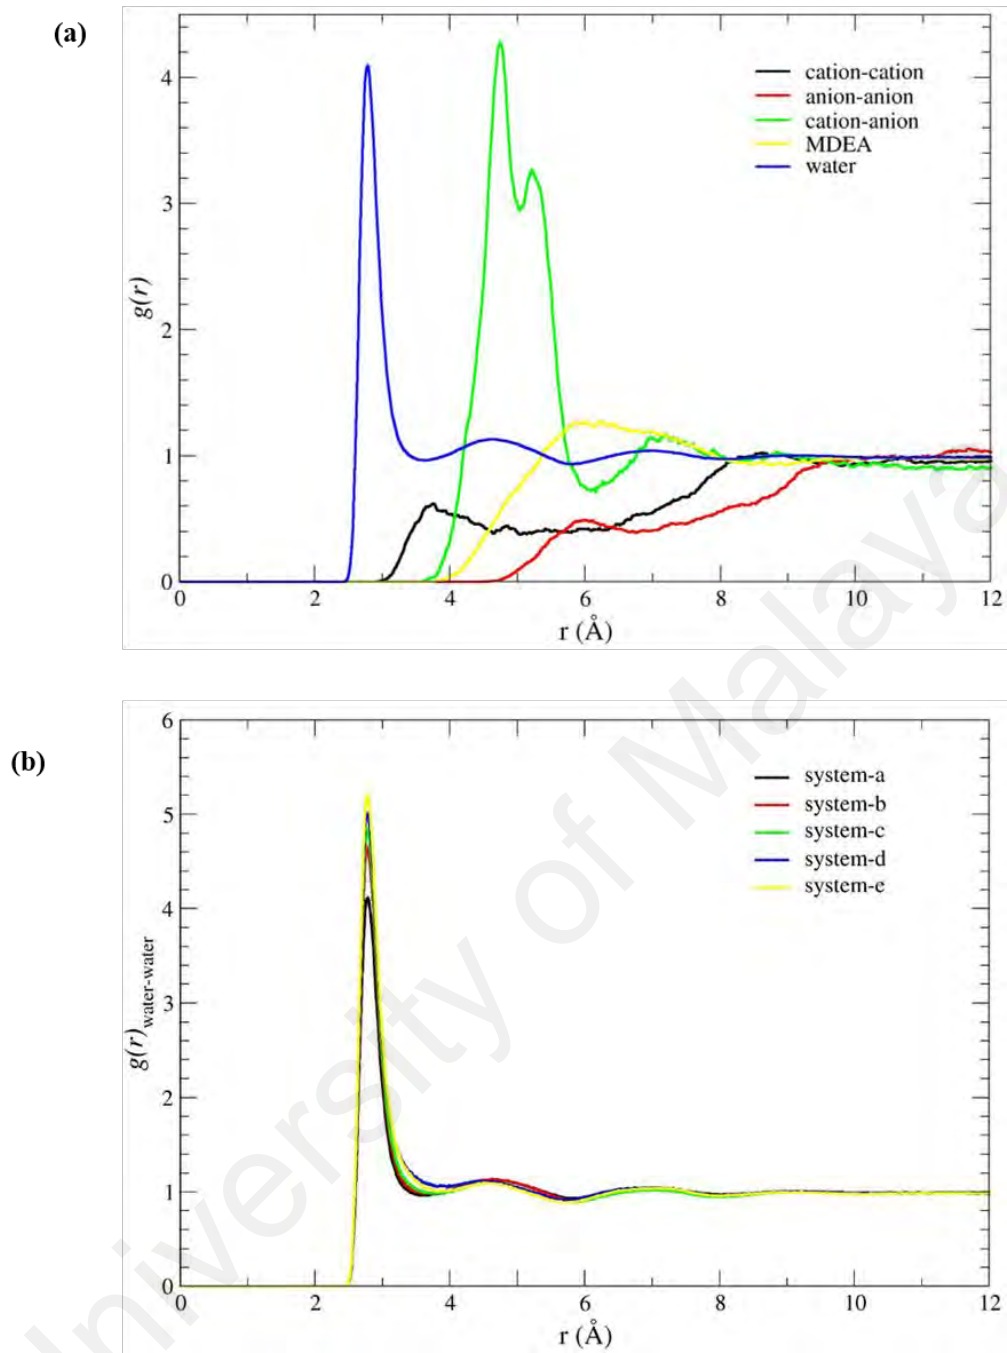 (a)
4
3
2
1
0
g(r)
cation-cation
anion-anion
cation-anion
MDEA
water
0 2 4 6 8 10 12
r (Å)
(b)
6
5
4
3
2
1
0
g(r)water-water
system-a
system-b
system-c
system-d
system-e
0 2 4 6 8 10 12
r (Å)
University of Malaya